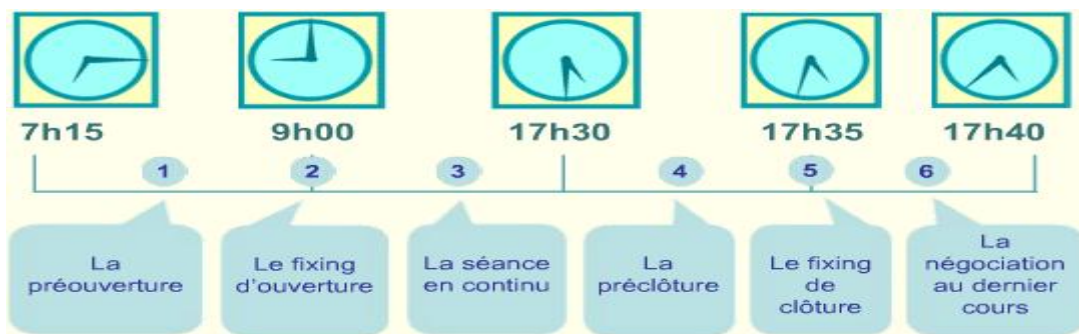 7h15
9h00
17h30
17h35
17h40
1
2
3
4
5
6
La
préouverture
Le fixing
d'ouverture
La séance
en continu
La
préclôture
Le fixing
de
clôture
La
négociation
au dernier
cours